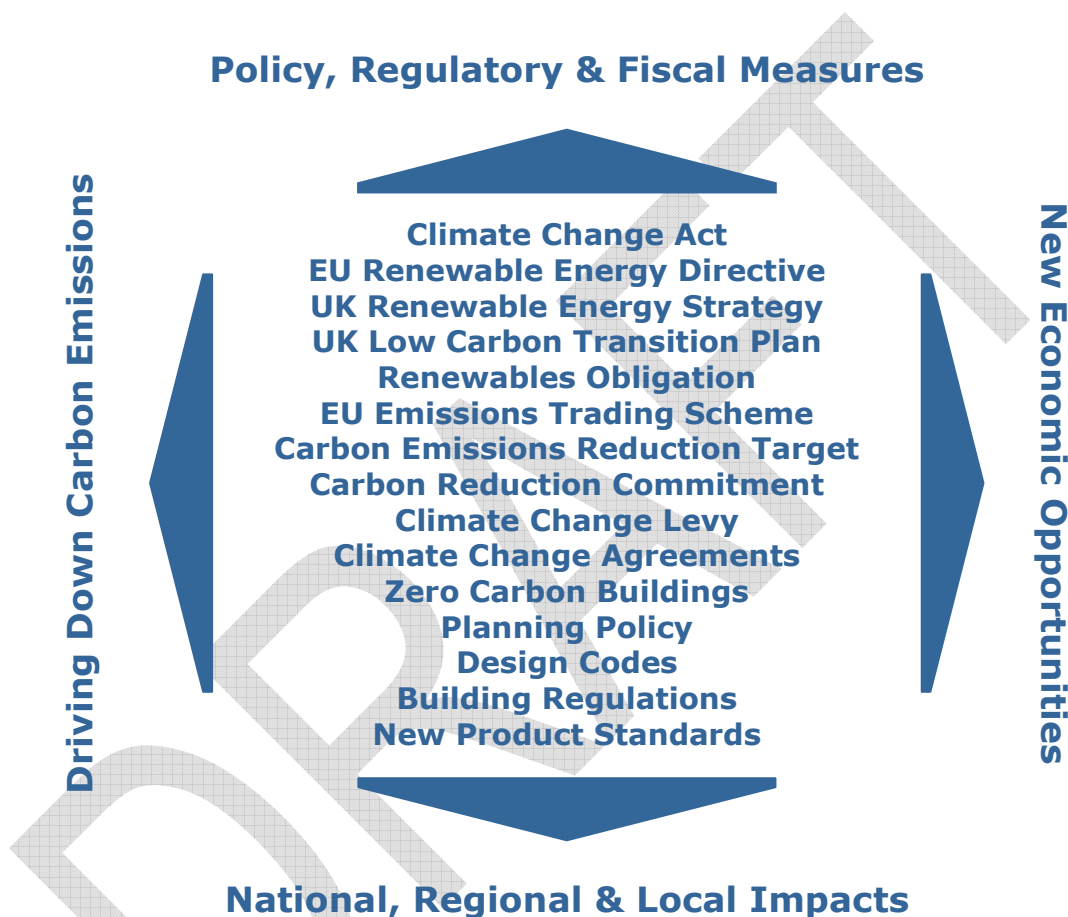 Policy, Regulatory & Fiscal Measures
Driving Down Carbon Emissions
New Economic Opportunities
Climate Change Act
EU Renewable Energy Directive
UK Renewable Energy Strategy
UK Low Carbon Transition Plan
Renewables Obligation
EU Emissions Trading Scheme
Carbon Emissions Reduction Target
Carbon Reduction Commitment
Climate Change Levy
Climate Change Agreements
Zero Carbon Buildings
Planning Policy
Design Codes
Building Regulations
New Product Standards
National, Regional & Local Impacts
DRAFT